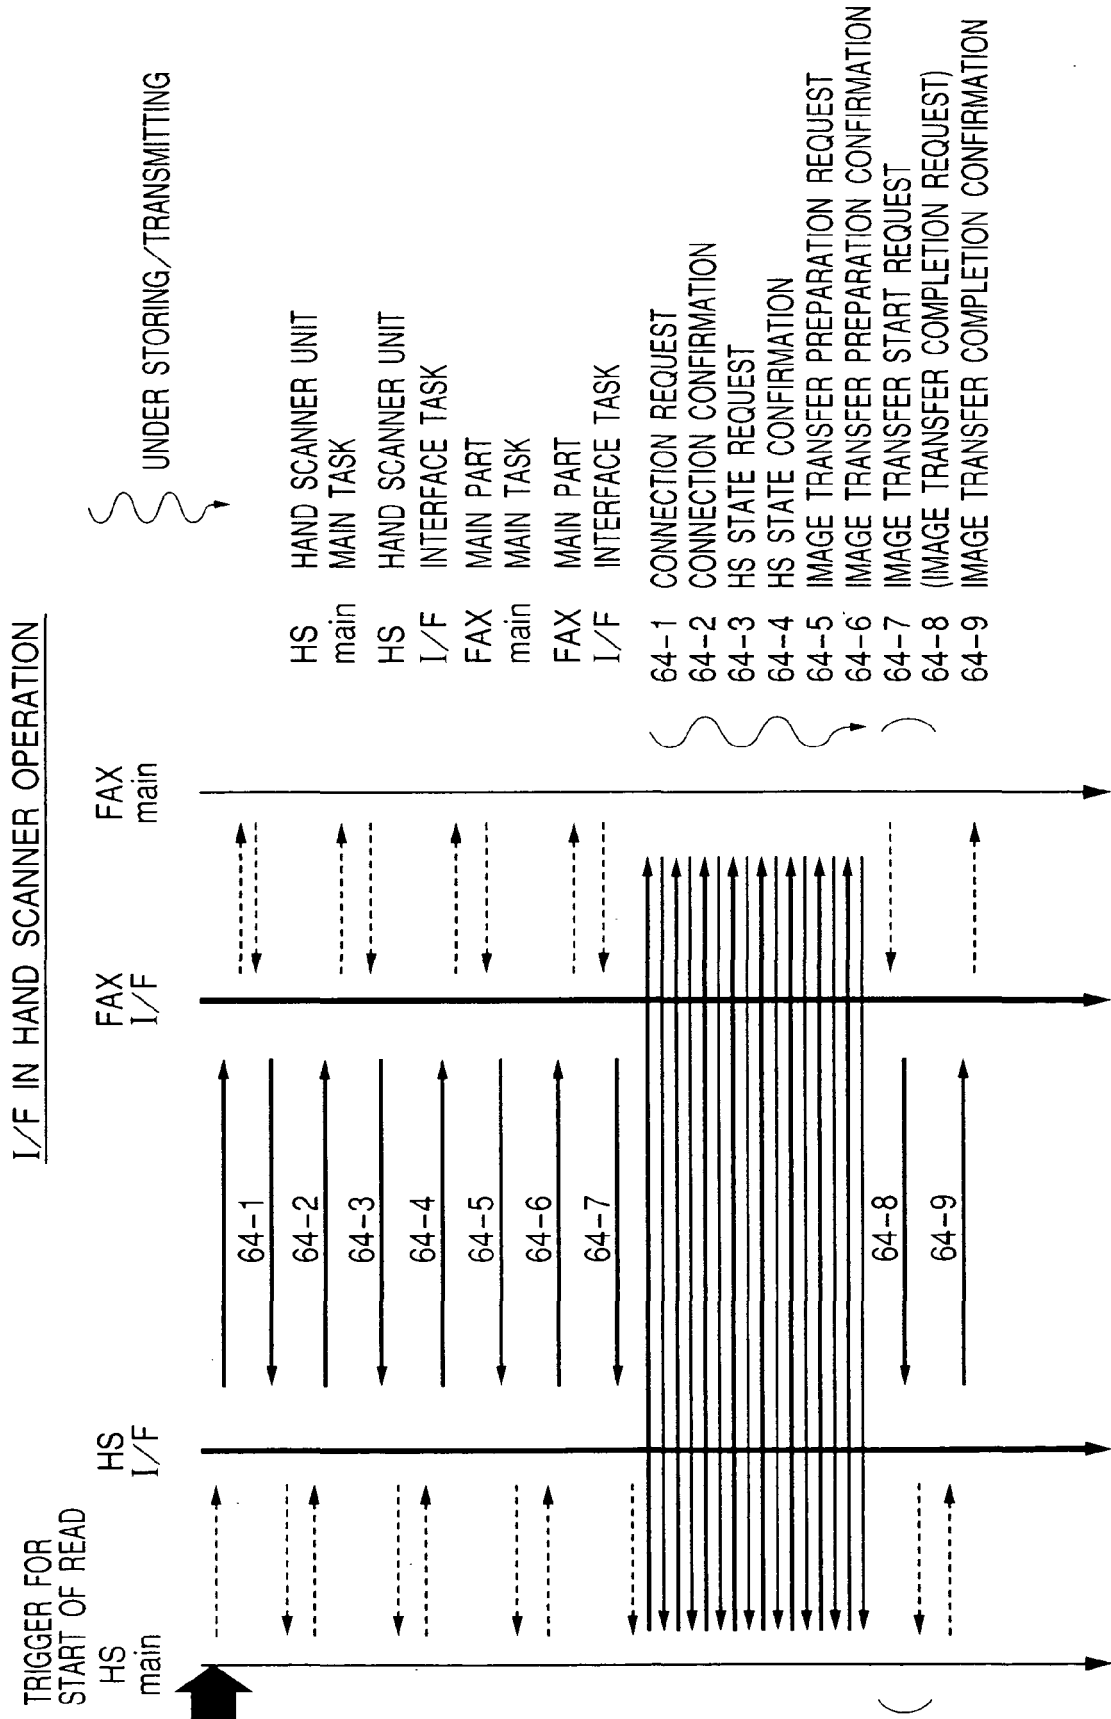 I/F IN HAND SCANNER OPERATION
TRIGGER FOR
START OF READ
HS
main
HS
I/F
FAX
I/F
FAX
main
64-1
64-2
64-3
64-4
64-5
64-6
64-7
64-8
64-9
UNDER STORING/TRANSMITTING
HS HAND SCANNER UNIT
main MAIN TASK
HS HAND SCANNER UNIT
I/F INTERFACE TASK
FAX MAIN PART
main MAIN TASK
FAX MAIN PART
I/F INTERFACE TASK
64-1 CONNECTION REQUEST
64-2 CONNECTION CONFIRMATION
64-3 HS STATE REQUEST
64-4 HS STATE CONFIRMATION
64-5 IMAGE TRANSFER PREPARATION REQUEST
64-6 IMAGE TRANSFER PREPARATION CONFIRMATION
64-7 IMAGE TRANSFER START REQUEST
64-8 (IMAGE TRANSFER COMPLETION REQUEST)
64-9 IMAGE TRANSFER COMPLETION CONFIRMATION